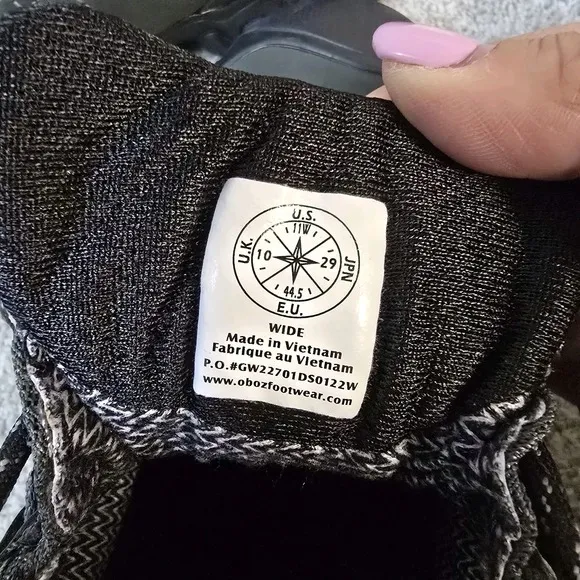 U.S.
11W
U.K. 10 29 JPN
44.5
E.U.
WIDE
Made in Vietnam
Fabrique au Vietnam
P.O.#GW22701DS0122W
www.obozfootwear.com